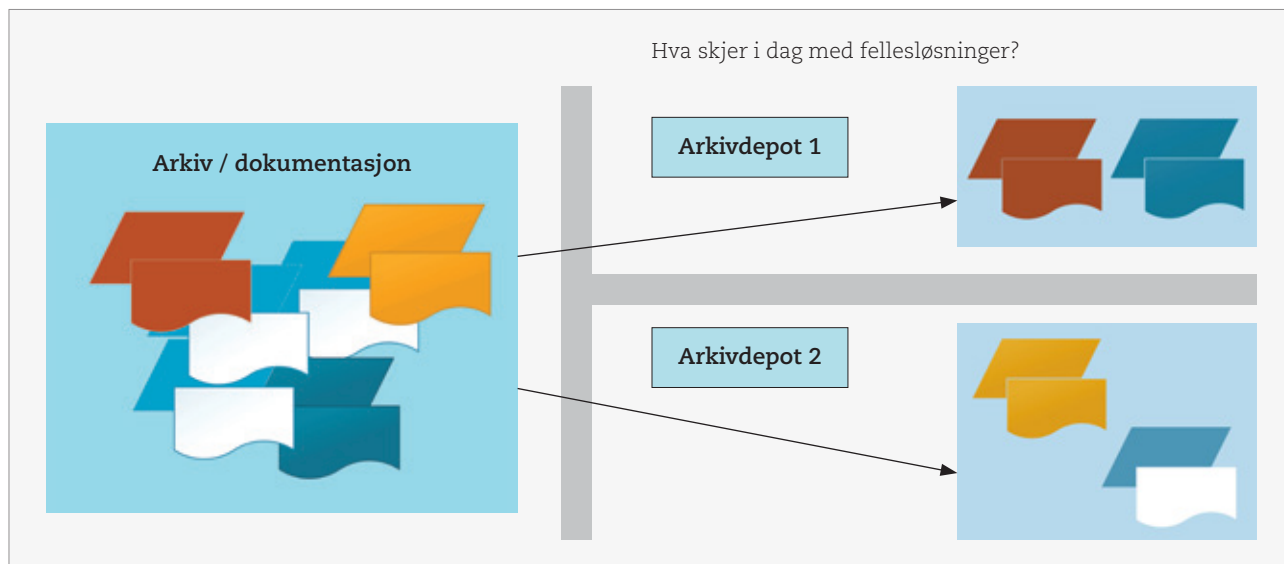 Hva skjer i dag med fellesløsninger?
Arkiv / dokumentasjon
Arkivdepot 1
Arkivdepot 2